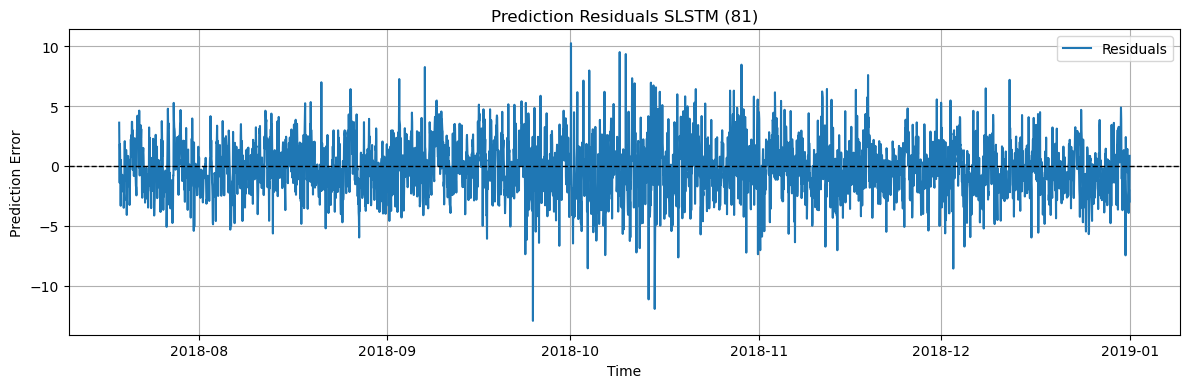 Prediction Residuals SLSTM (81)
Residuals
Prediction Error
10
5
0
−5
−10
2018-08
2018-09
2018-10
2018-11
2018-12
2019-01
Time